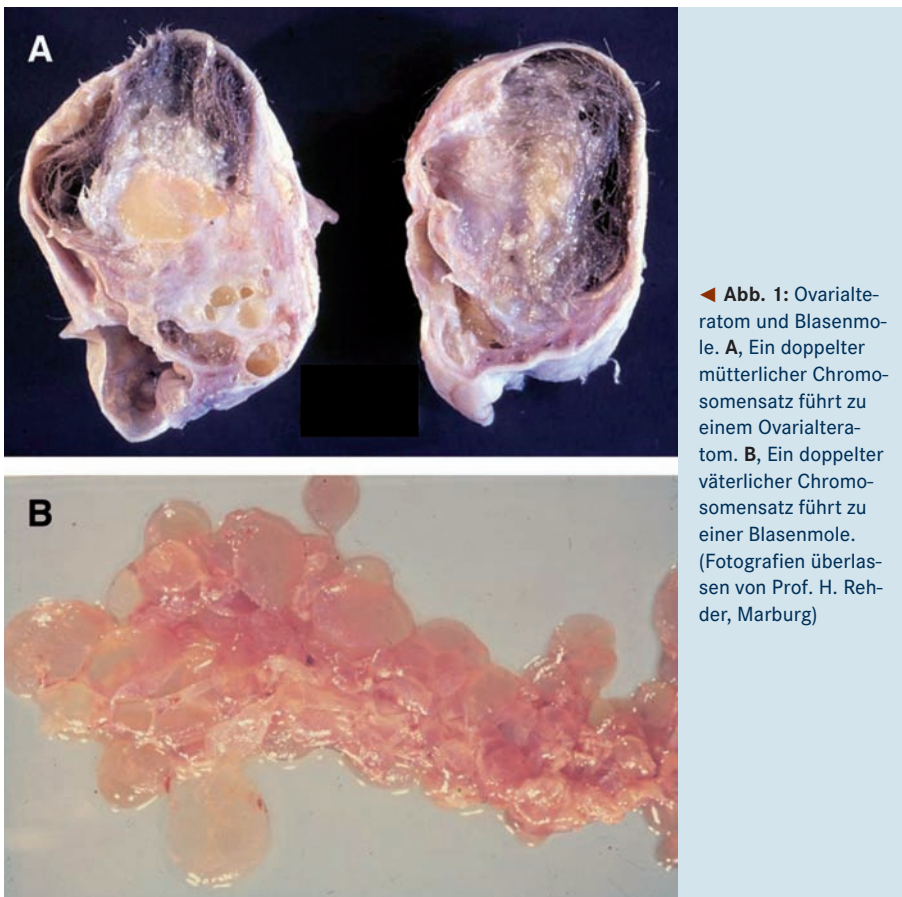 A
B
◄ Abb. 1: Ovarialte-
ratom und Blasenmo-
le. A, Ein doppelter
mütterlicher Chromo-
somensatz führt zu
einem Ovarialtera-
tom. B, Ein doppelter
väterlicher Chromo-
somensatz führt zu
einer Blasenmole.
(Fotografien überlas-
sen von Prof. H. Reh-
der, Marburg)